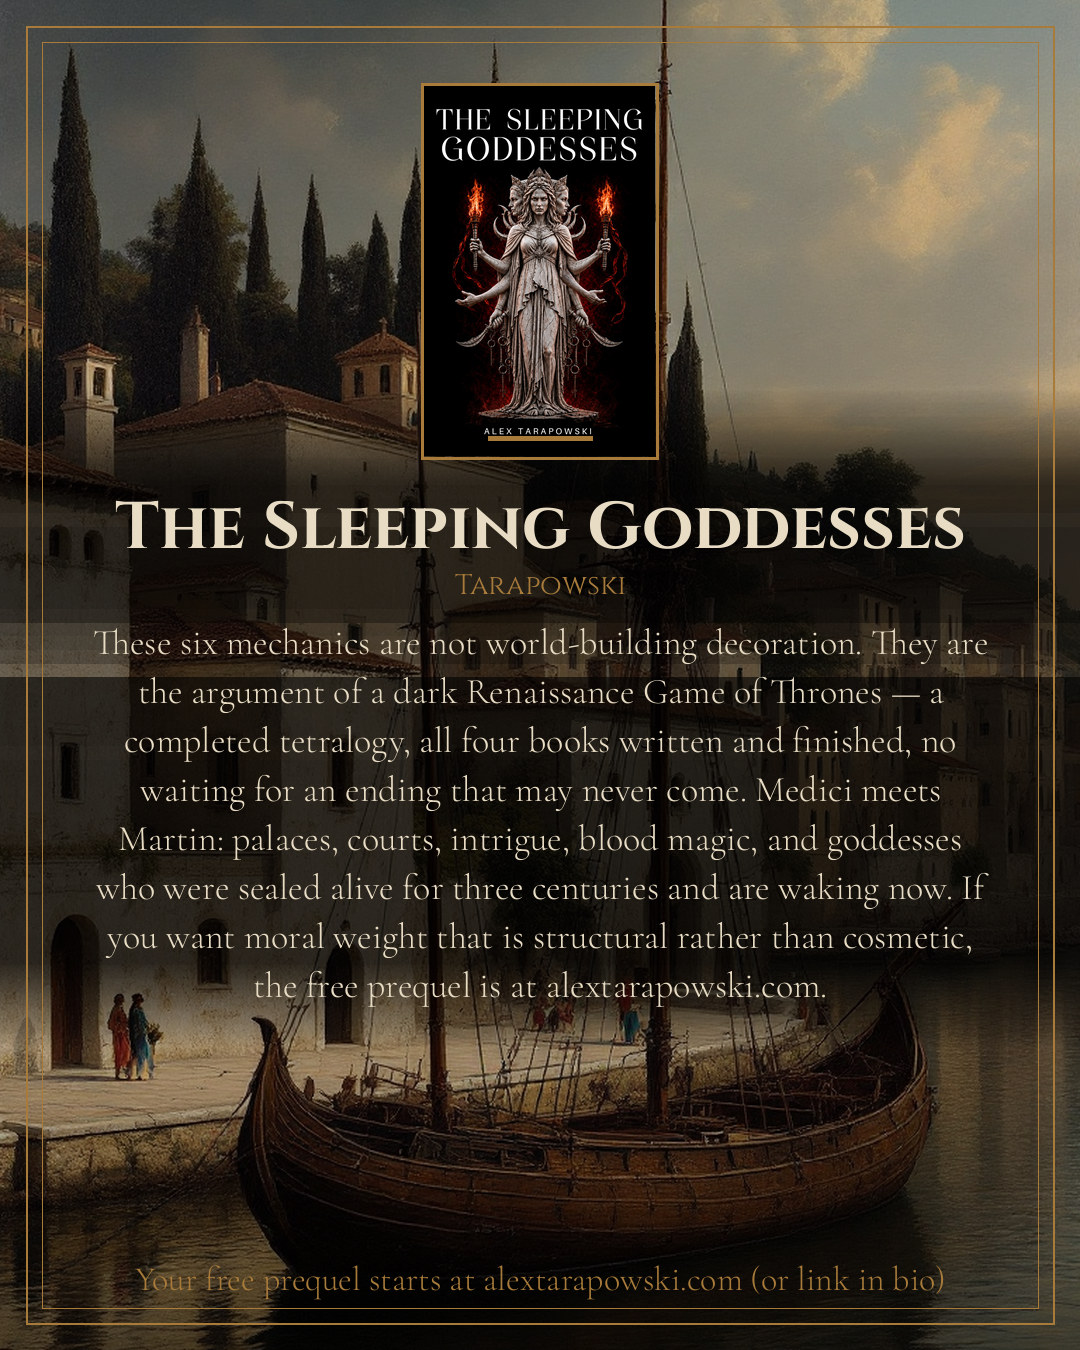 THE SLEEPING
GODDESSES
ALEX TARAPOWSKI
The Sleeping Goddesses
Tarapowski
These six mechanics are not world-building decoration. They are
the argument of a dark Renaissance Game of Thrones — a
completed tetralogy, all four books written and finished, no
waiting for an ending that may never come. Medici meets
Martin: palaces, courts, intrigue, blood magic, and goddesses
who were sealed alive for three centuries and are waking now. If
you want moral weight that is structural rather than cosmetic,
the free prequel is at alextarapowski.com.
Your free prequel starts at alextarapowski.com (or link in bio)